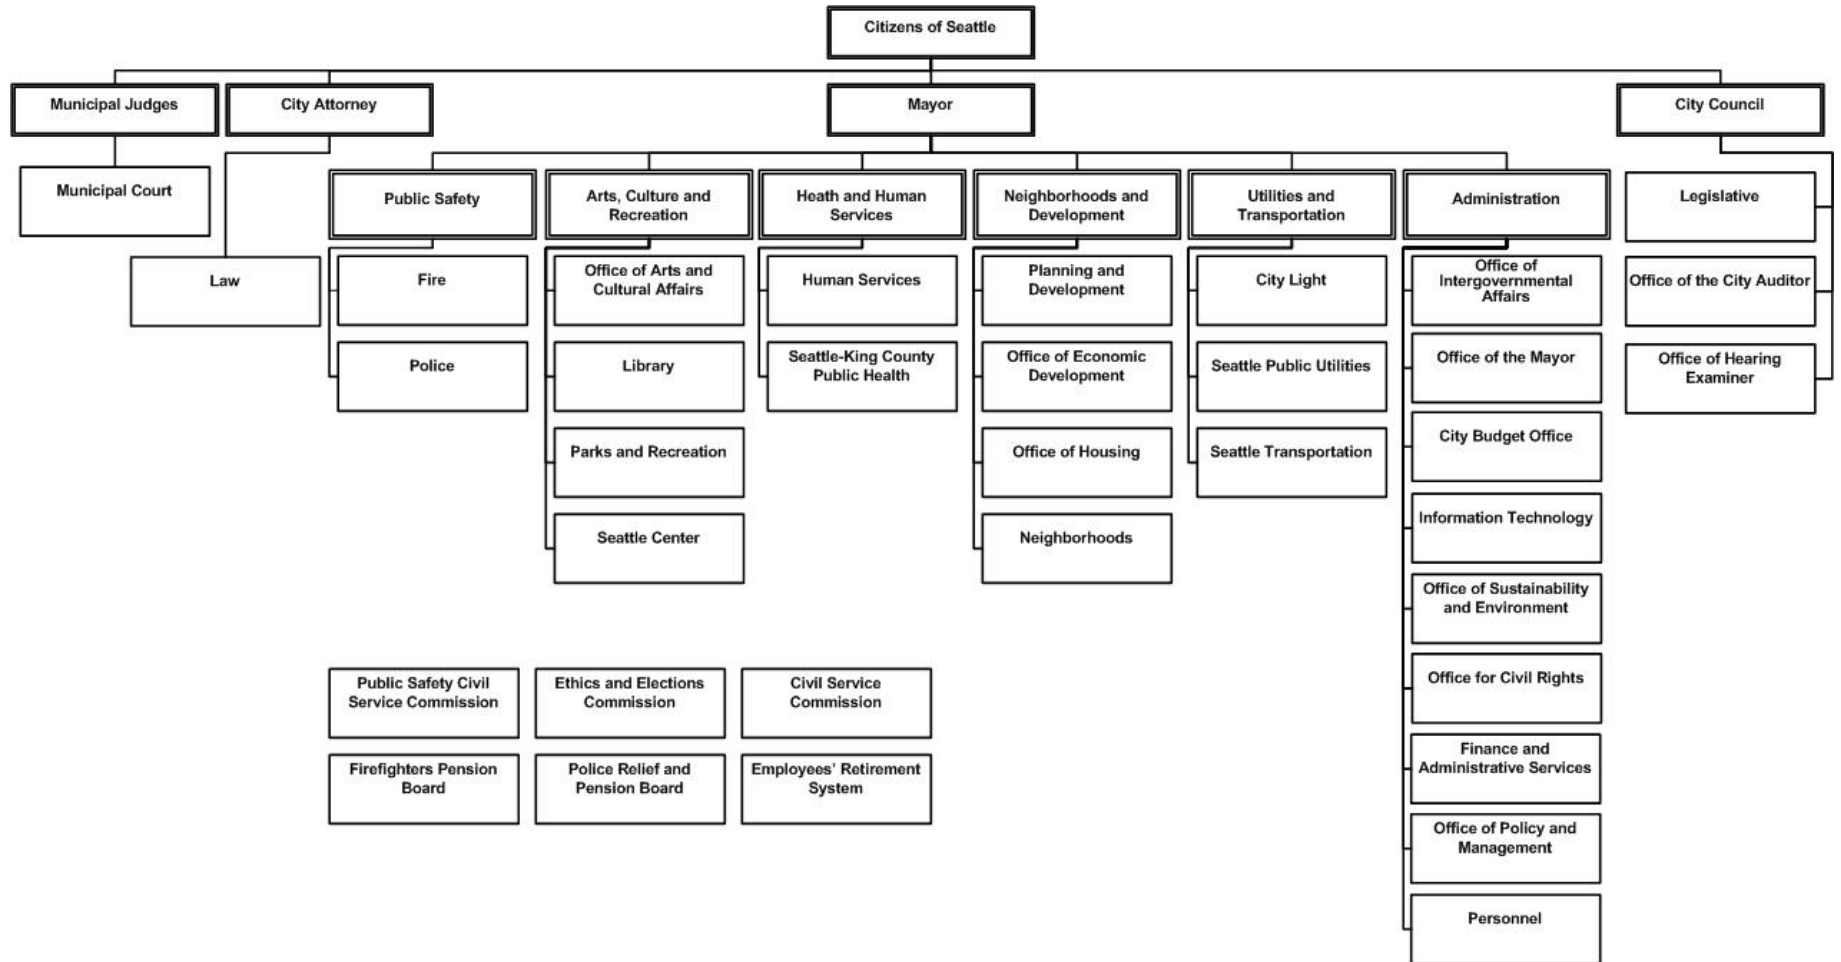 Citizens of Seattle
Municipal Judges
City Attorney
Mayor
City Council
Municipal Court
Law
Public Safety
Fire
Police
Arts, Culture and
Recreation
Office of Arts and
Cultural Affairs
Library
Parks and Recreation
Seattle Center
Heath and Human
Services
Human Services
Seattle-King County
Public Health
Neighborhoods and
Development
Planning and
Development
Office of Economic
Development
Office of Housing
Neighborhoods
Utilities and
Transportation
City Light
Seattle Public Utilities
Seattle Transportation
Administration
Office of
Intergovernmental
Affairs
Office of the Mayor
City Budget Office
Information Technology
Office of Sustainability
and Environment
Office for Civil Rights
Finance and
Administrative Services
Office of Policy and
Management
Personnel
Legislative
Office of the City Auditor
Office of Hearing
Examiner
Public Safety Civil
Service Commission
Ethics and Elections
Commission
Civil Service
Commission
Firefighters Pension
Board
Police Relief and
Pension Board
Employees' Retirement
System